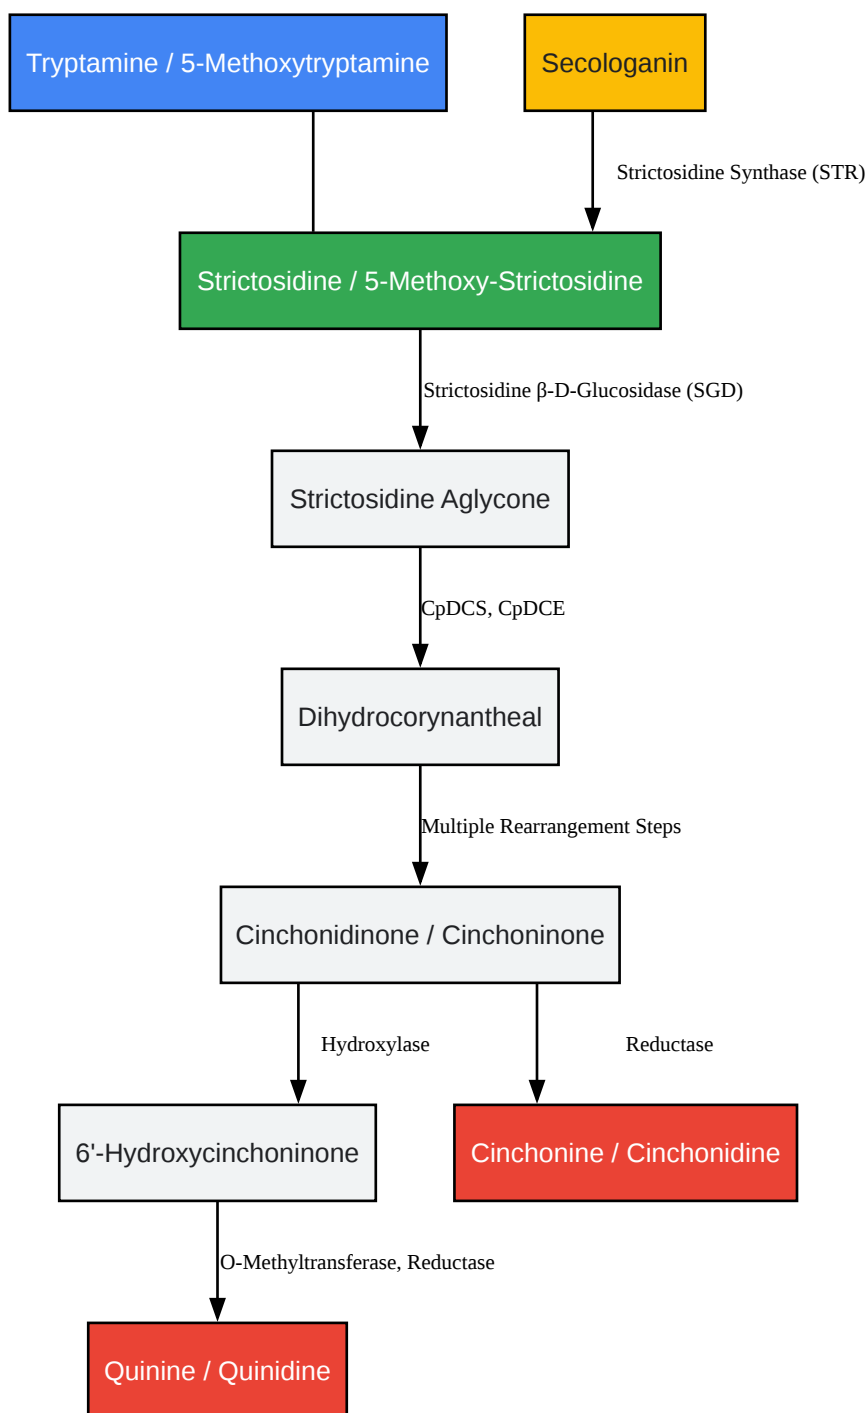 Tryptamine / 5-Methoxytryptamine
Secologanin
Strictosidine Synthase (STR)
Strictosidine / 5-Methoxy-Strictosidine
Strictosidine β-D-Glucosidase (SGD)
Strictosidine Aglycone
CpDCS, CpDCE
Dihydrocorynantheal
Multiple Rearrangement Steps
Cinchonidinone / Cinchoninone
Hydroxylase
Reductase
6'-Hydroxycinchoninone
Cinchonine / Cinchonidine
O-Methyltransferase, Reductase
Quinine / Quinidine